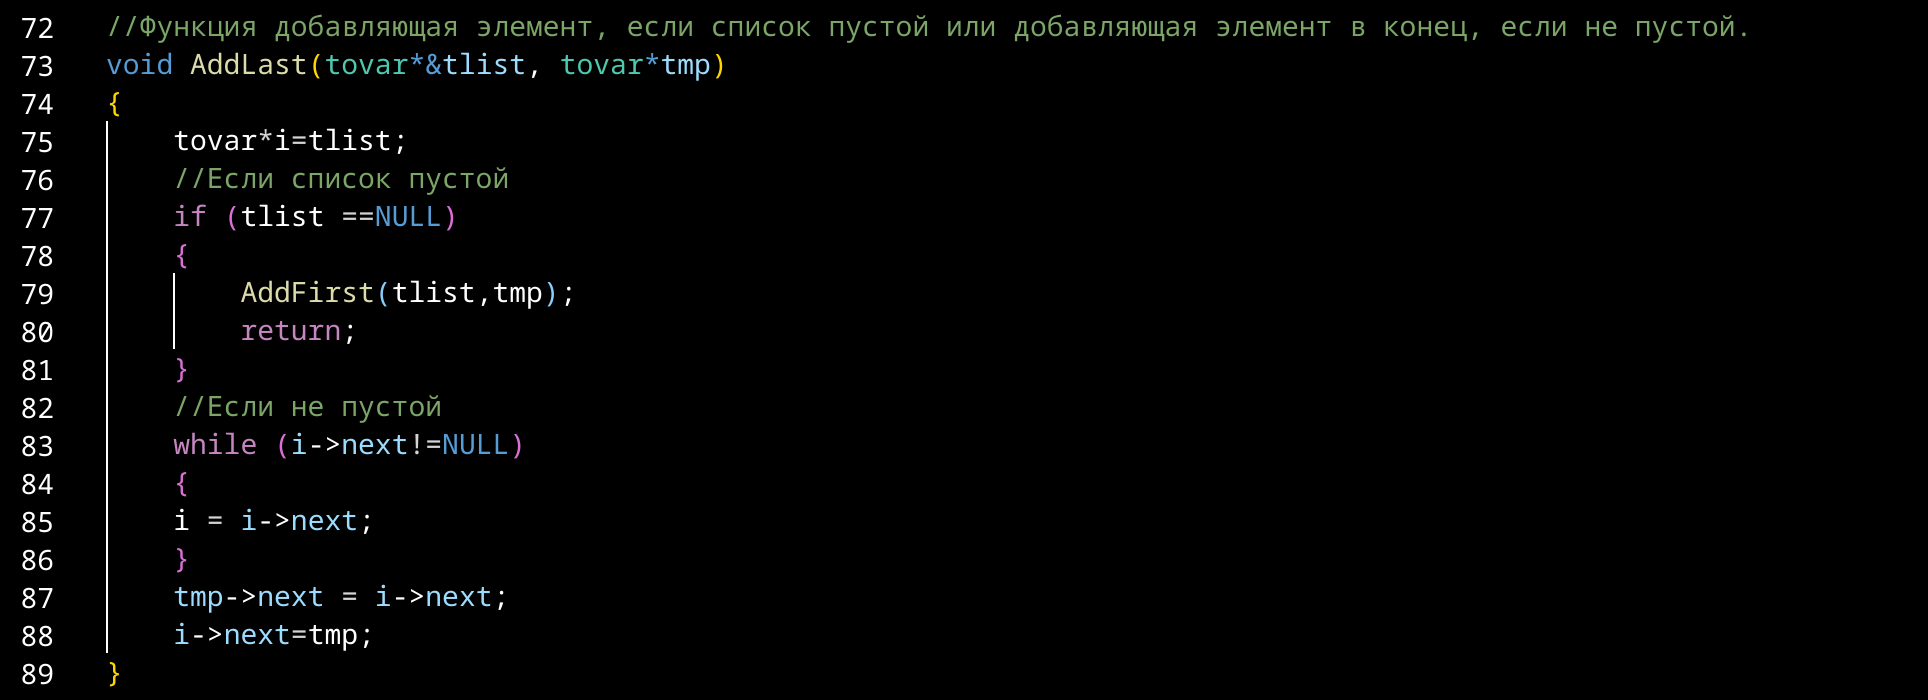 72 //Функция добавляющая элемент, если список пустой или добавляющая элемент в конец, если не пустой.
73 void AddLast(tovar*&tlist, tovar*tmp)
74 {
75 tovar*i=tlist;
76 //Если список пустой
77 if (tlist ==NULL)
78 {
79 AddFirst(tlist,tmp);
80 return;
81 }
82 //Если не пустой
83 while (i->next!=NULL)
84 {
85 i = i->next;
86 }
87 tmp->next = i->next;
88 i->next=tmp;
89 }